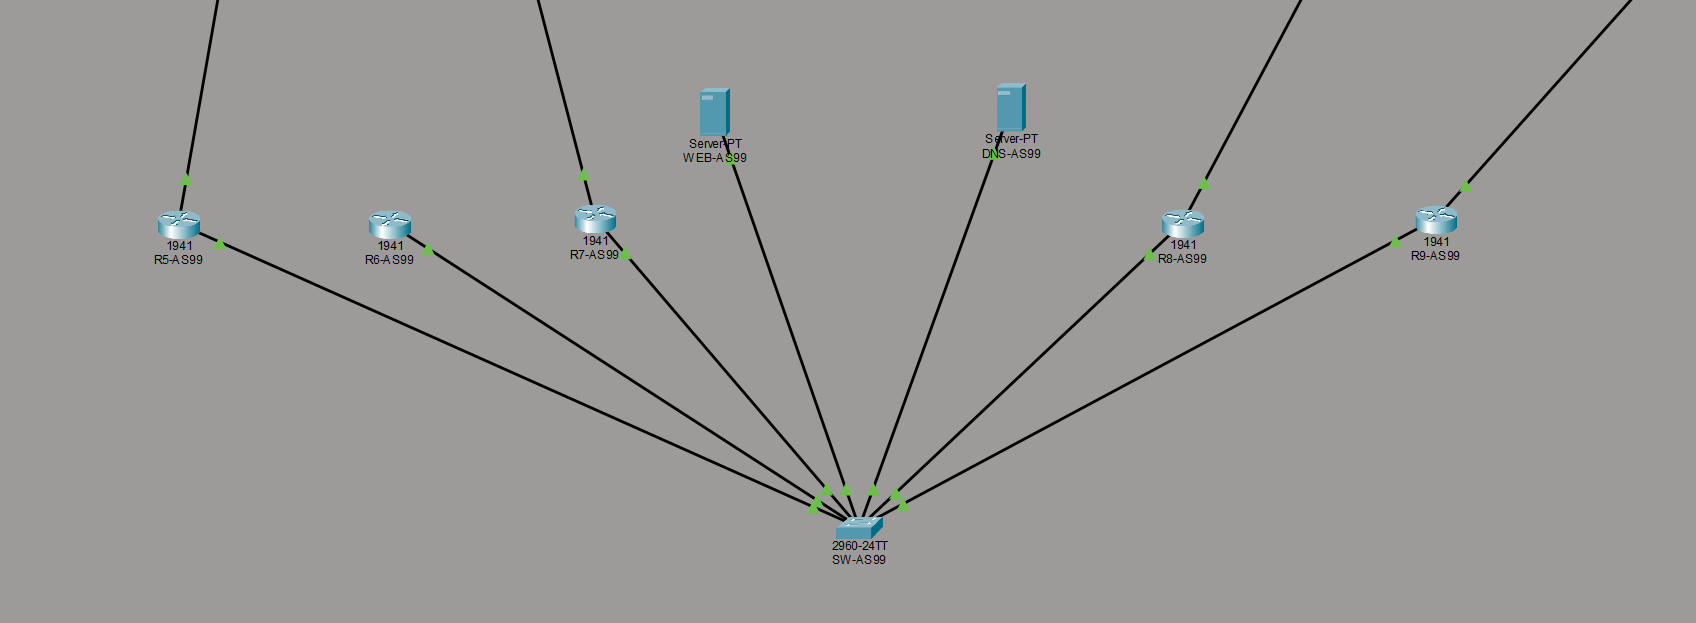 Server-PT
WEB-AS99
Server-PT
DNS-AS99
1941
R5-AS99
1941
R6-AS99
1941
R7-AS99
1941
R8-AS99
1941
R9-AS99
2960-24TT
SW-AS99